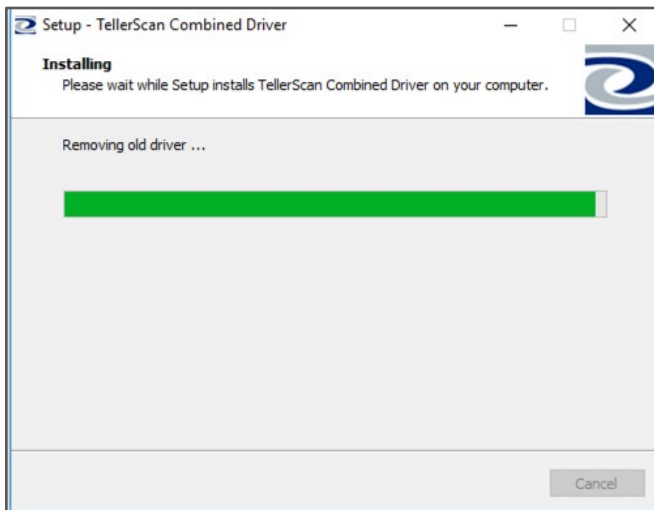 Setup - TellerScan Combined Driver
Installing
Please wait while Setup installs TellerScan Combined Driver on your computer.
Removing old driver ...
Cancel